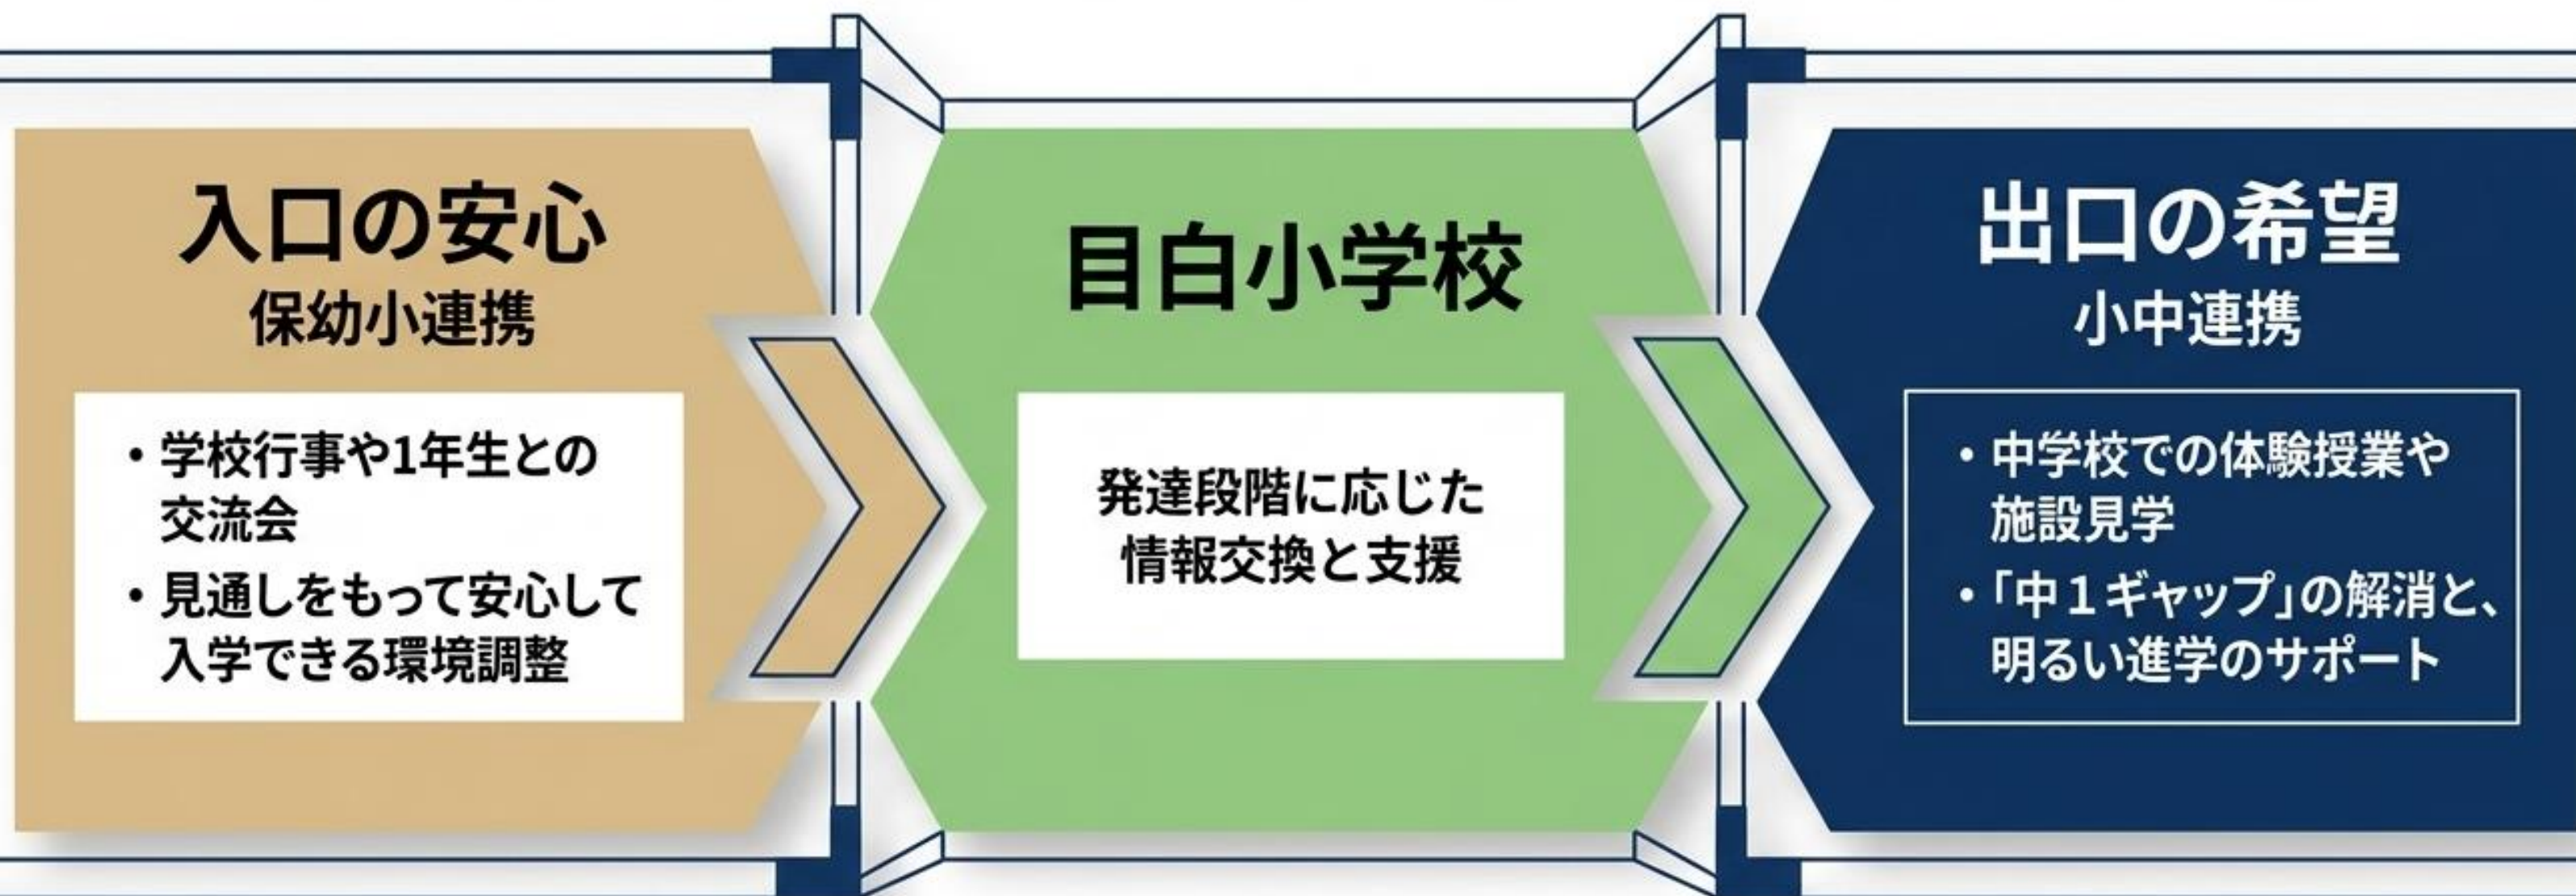 入口の安心
保幼小連携
・学校行事や1年生との
交流会
・見通しをもって安心して
入学できる環境調整
目白小学校
発達段階に応じた
情報交換と支援
出口の希望
小中連携
・中学校での体験授業や
施設見学
・「中１ギャップ」の解消と、
明るい進学のサポート